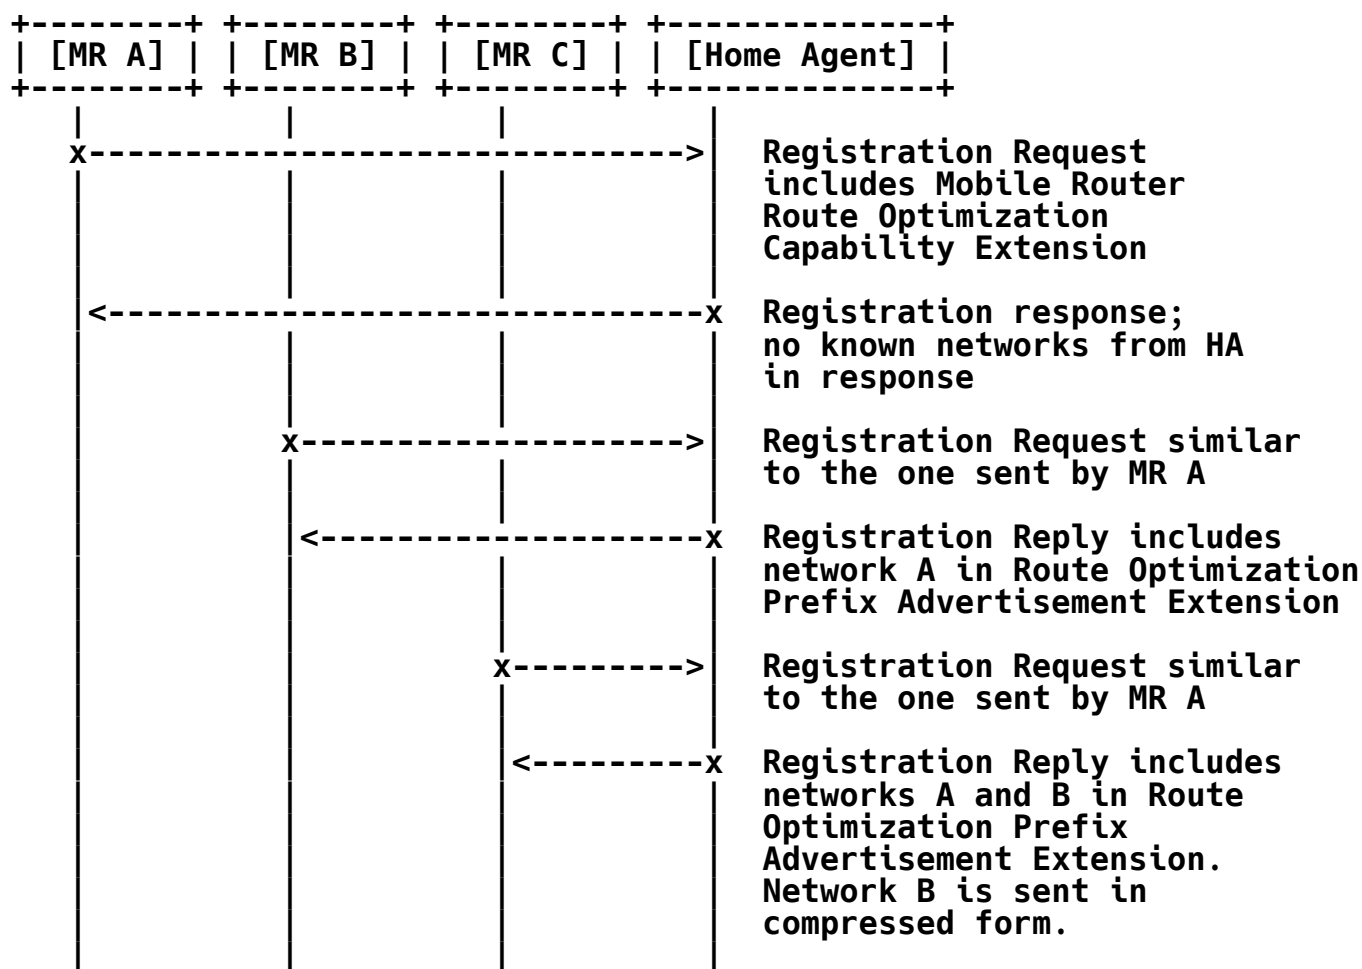 [MR A] [MR B] [MR C] [Home Agent]
Registration Request
includes Mobile Router
Route Optimization
Capability Extension
Registration response;
no known networks from HA
in response
Registration Request similar
to the one sent by MR A
Registration Reply includes
network A in Route Optimization
Prefix Advertisement Extension
Registration Request similar
to the one sent by MR A
Registration Reply includes
networks A and B in Route
Optimization Prefix
Advertisement Extension.
Network B is sent in
compressed form.